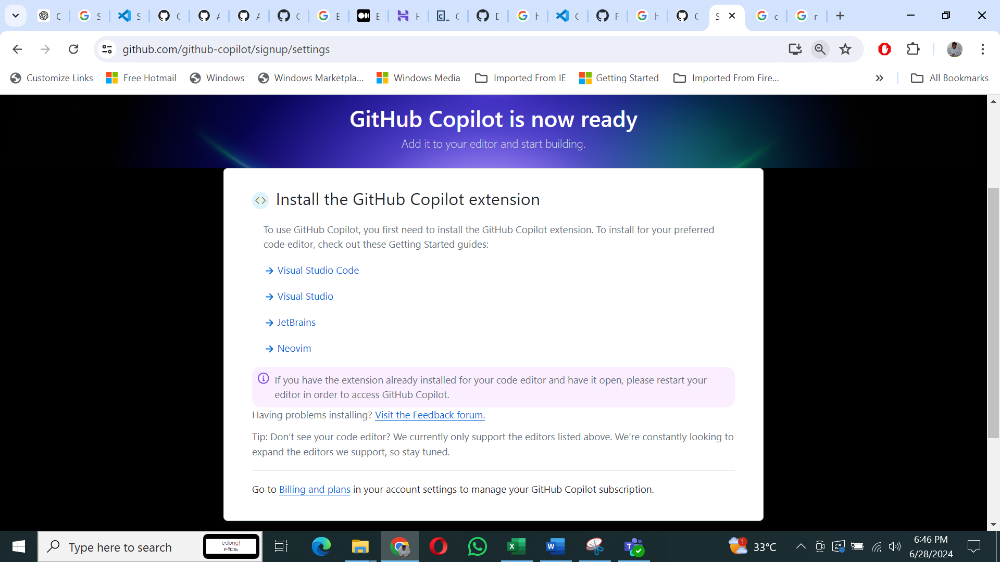 github.com/github-copilot/signup/settings
Customize Links
Free Hotmail
Windows
Windows Marketpla...
Windows Media
Imported From IE
Getting Started
Imported From Fire...
All Bookmarks
GitHub Copilot is now ready
Add it to your editor and start building.
Install the GitHub Copilot extension
To use GitHub Copilot, you first need to install the GitHub Copilot extension. To install for your preferred
code editor, check out these Getting Started guides:
Visual Studio Code
Visual Studio
JetBrains
Neovim
If you have the extension already installed for your code editor and have it open, please restart your
editor in order to access GitHub Copilot.
Having problems installing? Visit the Feedback forum.
Tip: Don’t see your code editor? We currently only support the editors listed above. We’re constantly looking to
expand the editors we support, so stay tuned.
Go to Billing and plans in your account settings to manage your GitHub Copilot subscription.
Type here to search
edunet
1
33°C
6:46 PM
6/28/2024